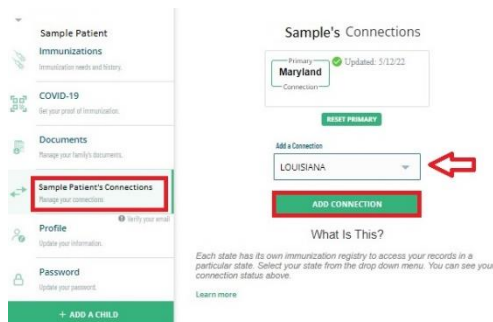 Sample Patient
Immunizations
Immunization needs and history.
COVID-19
Get your proof of immunization.
Documents
Manage your family's documents.
Sample Patient's Connections
Manage your connections
Verify your email
Profile
Update your information.
Password
Update your password.
+ ADD A CHILD
Sample's Connections
Primary
Updated: 5/12/22
Maryland
Connection
RESET PRIMARY
Add a Connection
LOUISIANA
ADD CONNECTION
What Is This?
Each state has its own immunization registry to access your records in a
particular state. Select your state from the drop down menu. You can see your
connection status above.
Learn more